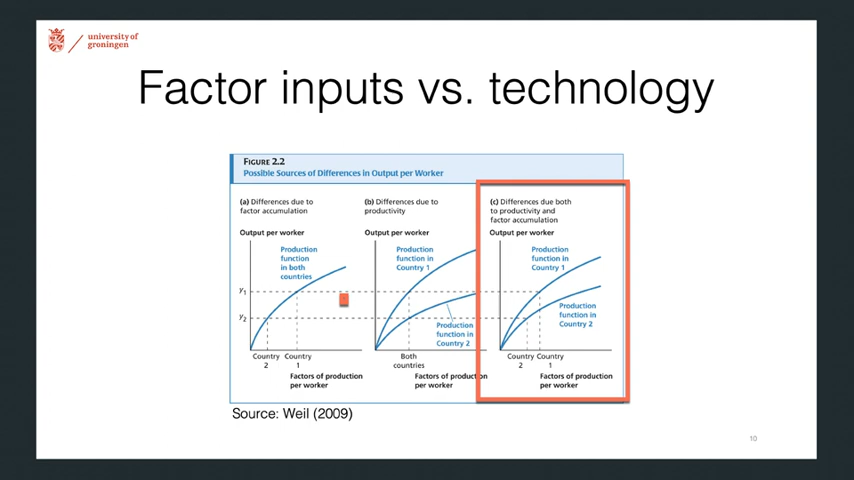 university of
groningen
Factor inputs vs. technology
FIGURE 2.2
Possible Sources of Differences in Output per Worker
(a) Differences due to
factor accumulation
Output per worker
Production
function
in both
countries
y1
y2
Country
2
Country
1
Factors of production
per worker
(b) Differences due to
productivity
Output per worker
Production
function in
Country 1
Production
function in
Country 2
Both
countries
Factors of production
per worker
(c) Differences due both
to productivity and
factor accumulation
Output per worker
Production
function in
Country 1
Production
function in
Country 2
Country
2
Country
1
Factors of production
per worker
Source: Weil (2009)
10